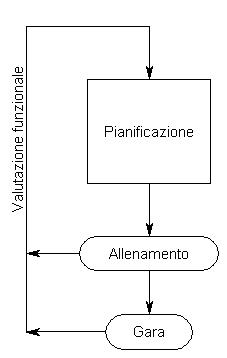 Valutazione funzionale
Pianificazione
Allenamento
Gara